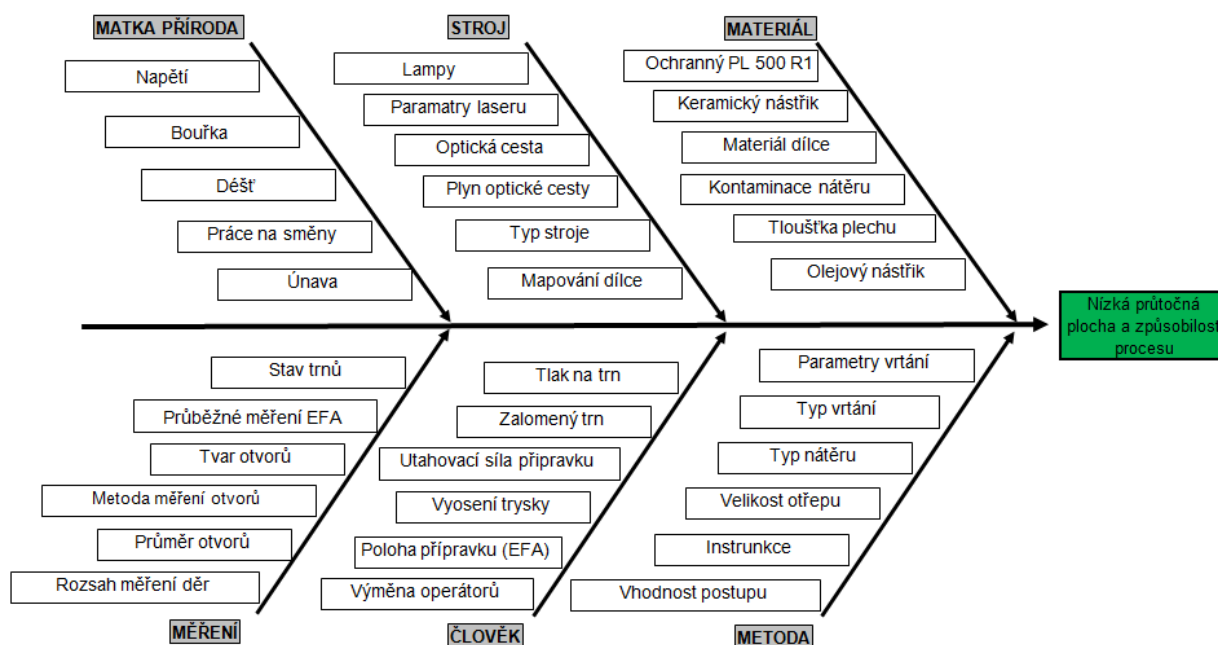 MATKA PŘÍRODA
Napětí
Bouřka
Déšť
Práce na směny
Únava
STROJ
Lampy
Paramatry laseru
Optická cesta
Plyn optické cesty
Typ stroje
Mapování dílce
MATERIÁL
Ochranný PL 500 R1
Keramický nástřik
Materiál dílce
Kontaminace nátěru
Tloušťka plechu
Olejový nástřik
Nízká průtočná
plocha a způsobilost
procesu
Stav trnů
Průběžné měření EFA
Tvar otvorů
Metoda měření otvorů
Průměr otvorů
Rozsah měření děr
MĚŘENÍ
Tlak na trn
Zalomený trn
Utahovací síla připravku
Vyosení trysky
Poloha přípravku (EFA)
Výměna operátorů
ČLOVĚK
Parametry vrtání
Typ vrtání
Typ nátěru
Velikost otřepu
Instrunkce
Vhodnost postupu
METODA